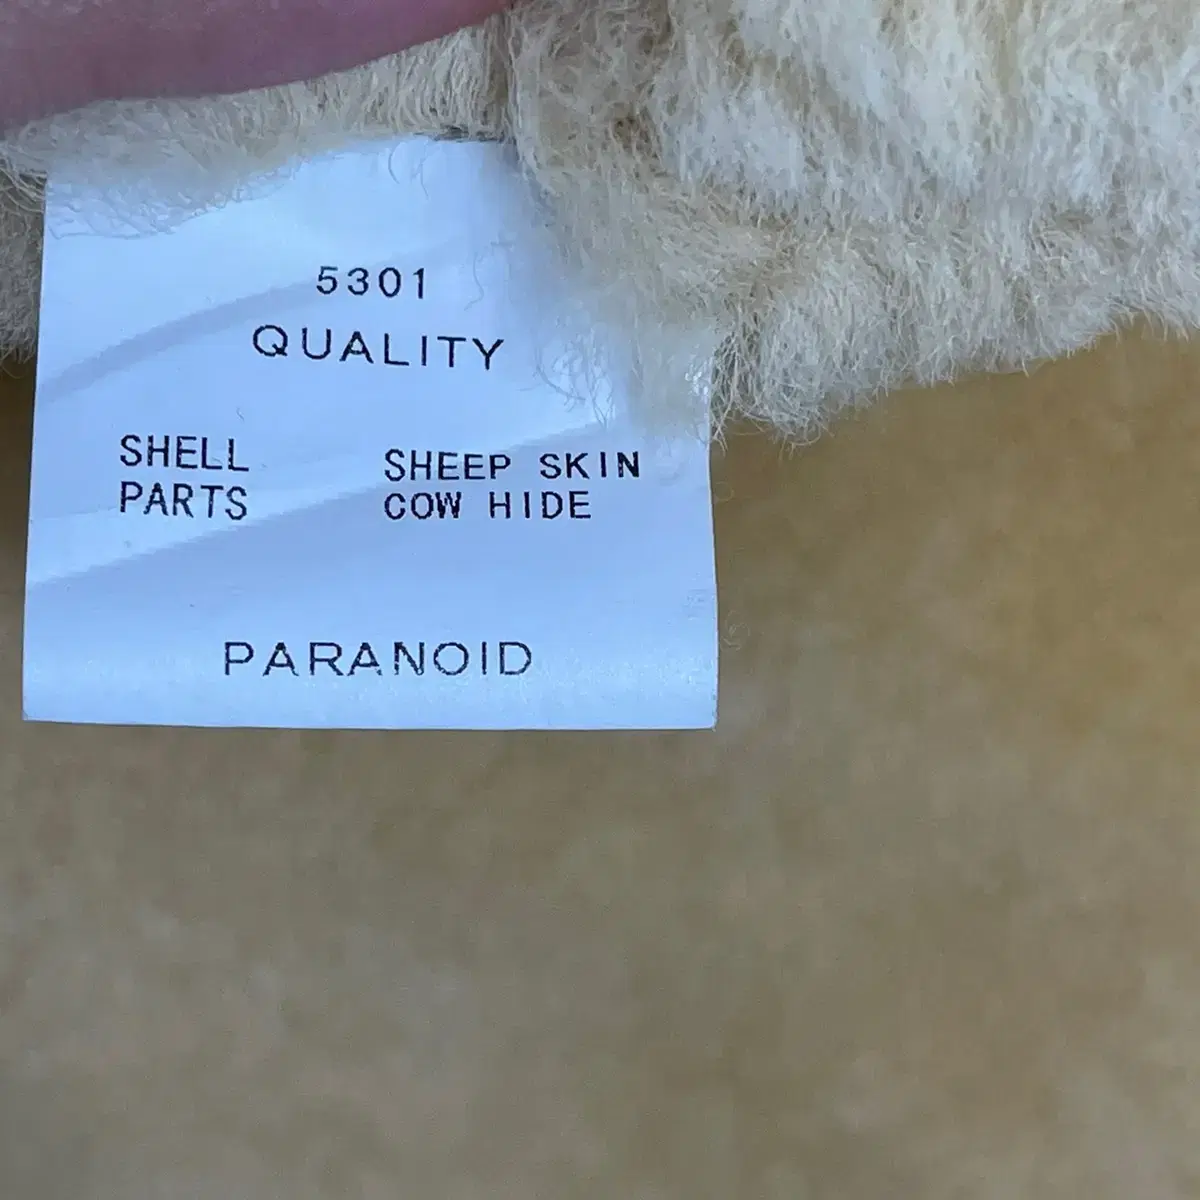 5301
QUALITY
SHELL SHEEP SKIN
PARTS COW HIDE
PARANOID